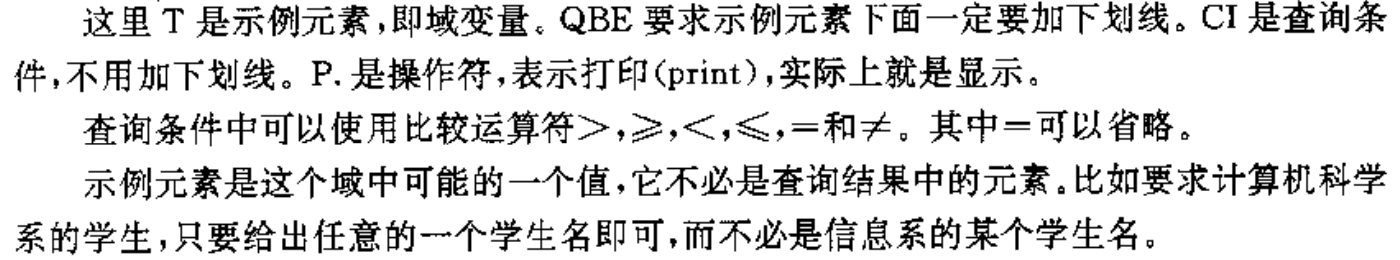 这里 T 是示例元素,即域变量。QBE 要求示例元素下面一定要加下划线。CI 是查询条
件,不用加下划线。P. 是操作符,表示打印(print),实际上就是显示。
查询条件中可以使用比较运算符>,≥,<,≤,=和≠。其中=可以省略。
示例元素是这个域中可能的一个值,它不必是查询结果中的元素。比如要求计算机科学
系的学生,只要给出任意的一个学生名即可,而不必是信息系的某个学生名。